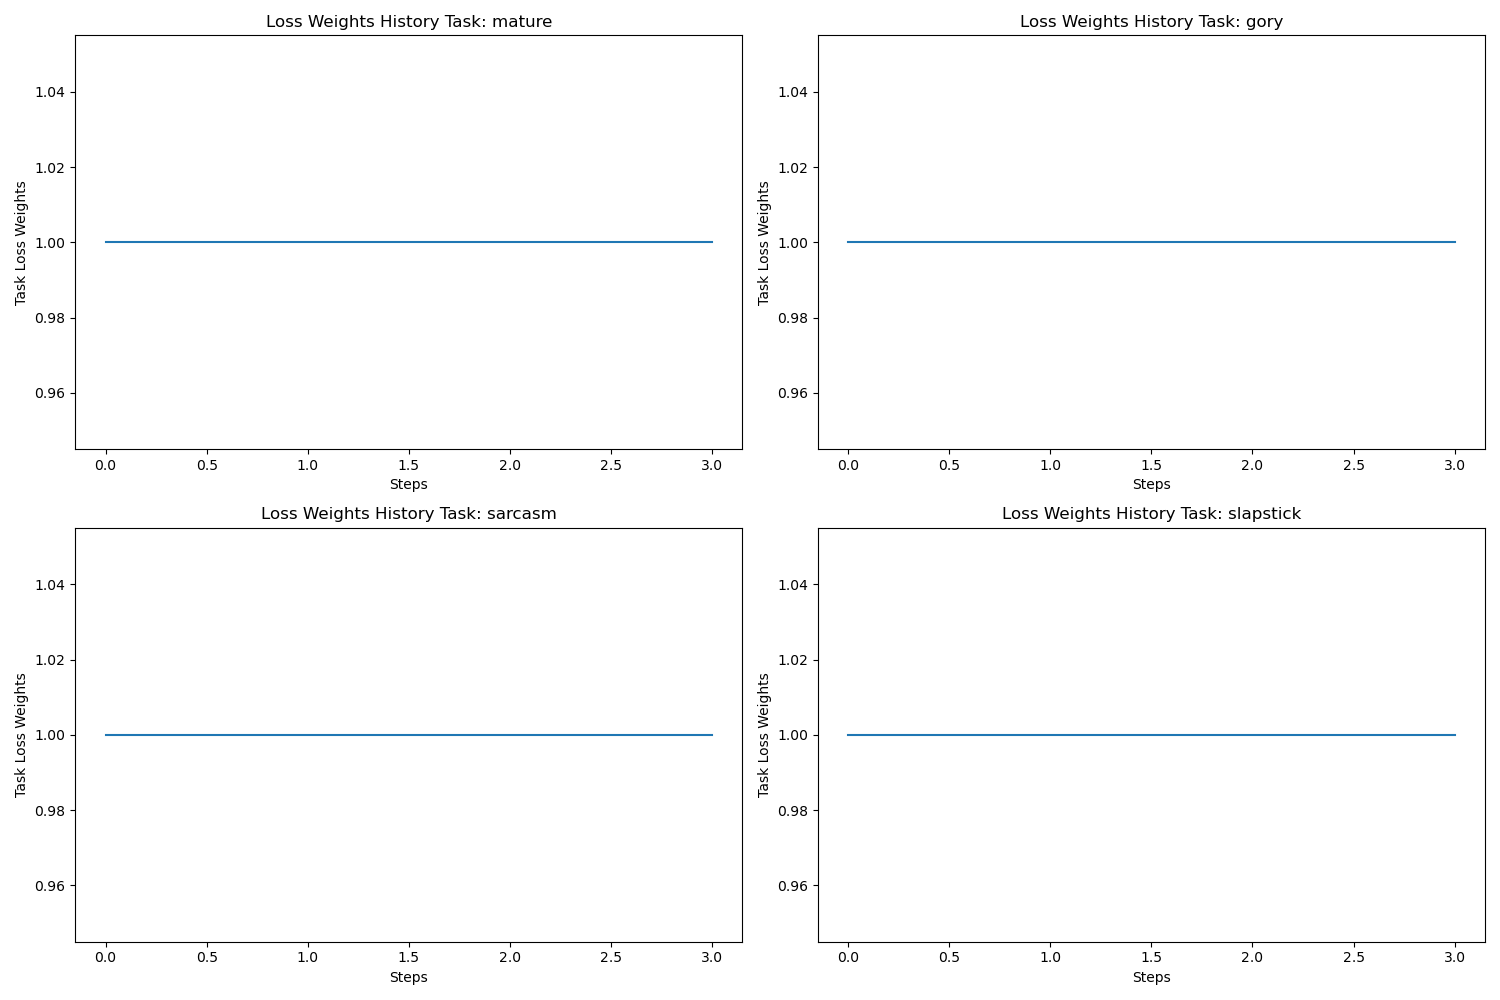 Loss Weights History Task: mature
1.04
1.02
1.00
0.98
0.96
Task Loss Weights
0.0 0.5 1.0 1.5 2.0 2.5 3.0
Steps
Loss Weights History Task: gory
1.04
1.02
1.00
0.98
0.96
Task Loss Weights
0.0 0.5 1.0 1.5 2.0 2.5 3.0
Steps
Loss Weights History Task: sarcasm
1.04
1.02
1.00
0.98
0.96
Task Loss Weights
0.0 0.5 1.0 1.5 2.0 2.5 3.0
Steps
Loss Weights History Task: slapstick
1.04
1.02
1.00
0.98
0.96
Task Loss Weights
0.0 0.5 1.0 1.5 2.0 2.5 3.0
Steps